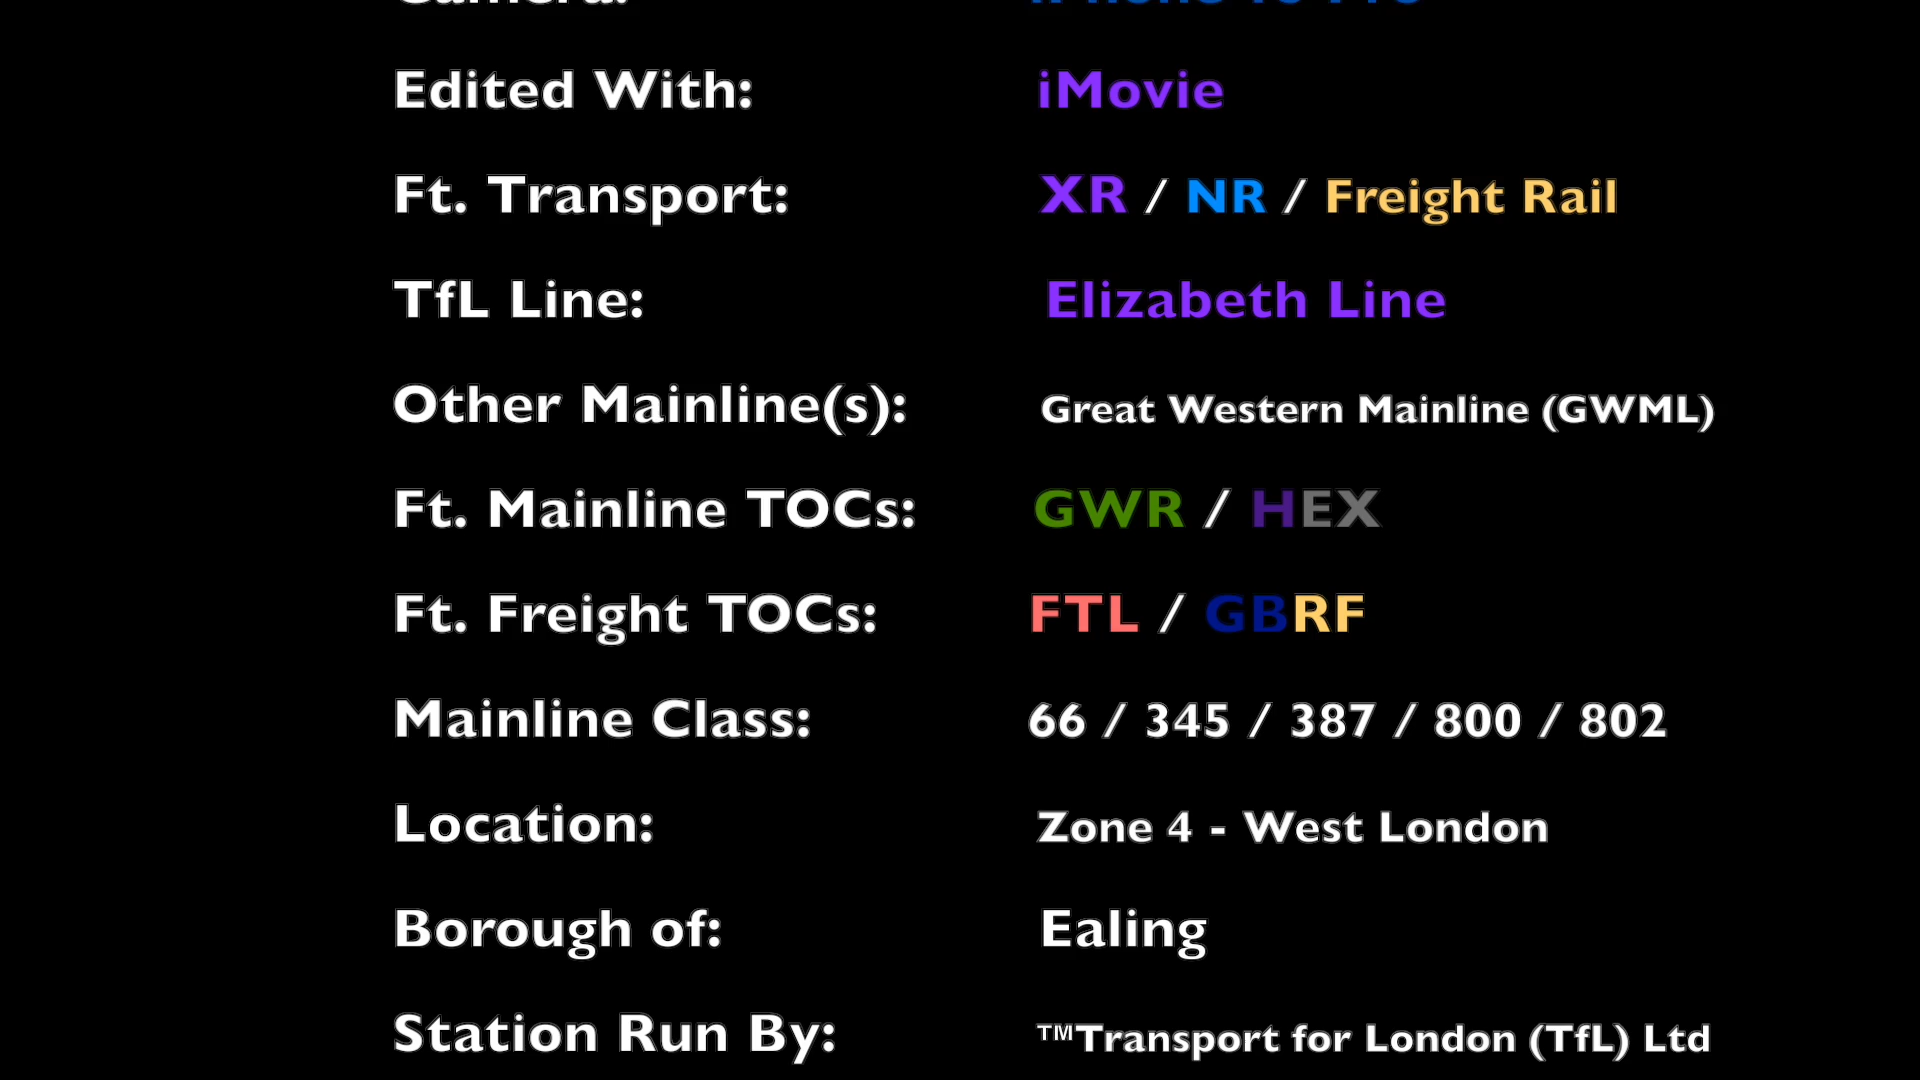 Camera:
Edited With: iMovie
Ft. Transport: XR / NR / Freight Rail
TfL Line: Elizabeth Line
Other Mainline(s): Great Western Mainline (GWML)
Ft. Mainline TOCs: GWR / HEX
Ft. Freight TOCs: FTL / GBRF
Mainline Class: 66 / 345 / 387 / 800 / 802
Location: Zone 4 - West London
Borough of: Ealing
Station Run By: ™Transport for London (TfL) Ltd